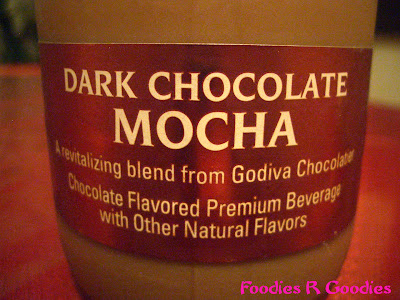 DARK CHOCOLATE
MOCHA
A revitalizing blend from Godiva Chocolatier
Chocolate Flavored Premium Beverage
with Other Natural Flavors
Foodies R Goodies